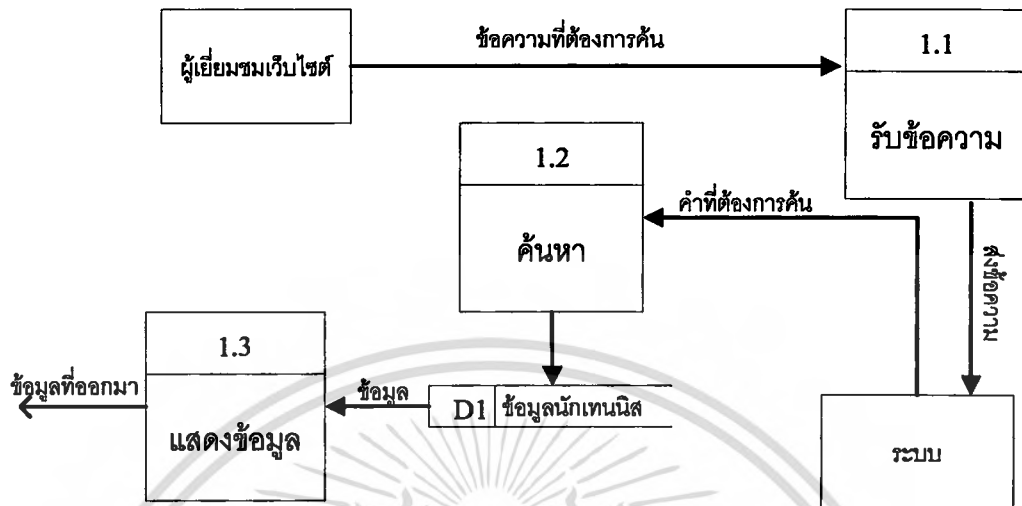 ผู้เยี่ยมชมเว็บไซต์
ข้อความที่ต้องการค้น
1.1
รับข้อความ
ส่งข้อความ
ระบบ
คำที่ต้องการค้น
1.2
ค้นหา
D1 ข้อมูลนักเทนนิส
ข้อมูล
1.3
แสดงข้อมูล
ข้อมูลที่ออกมา